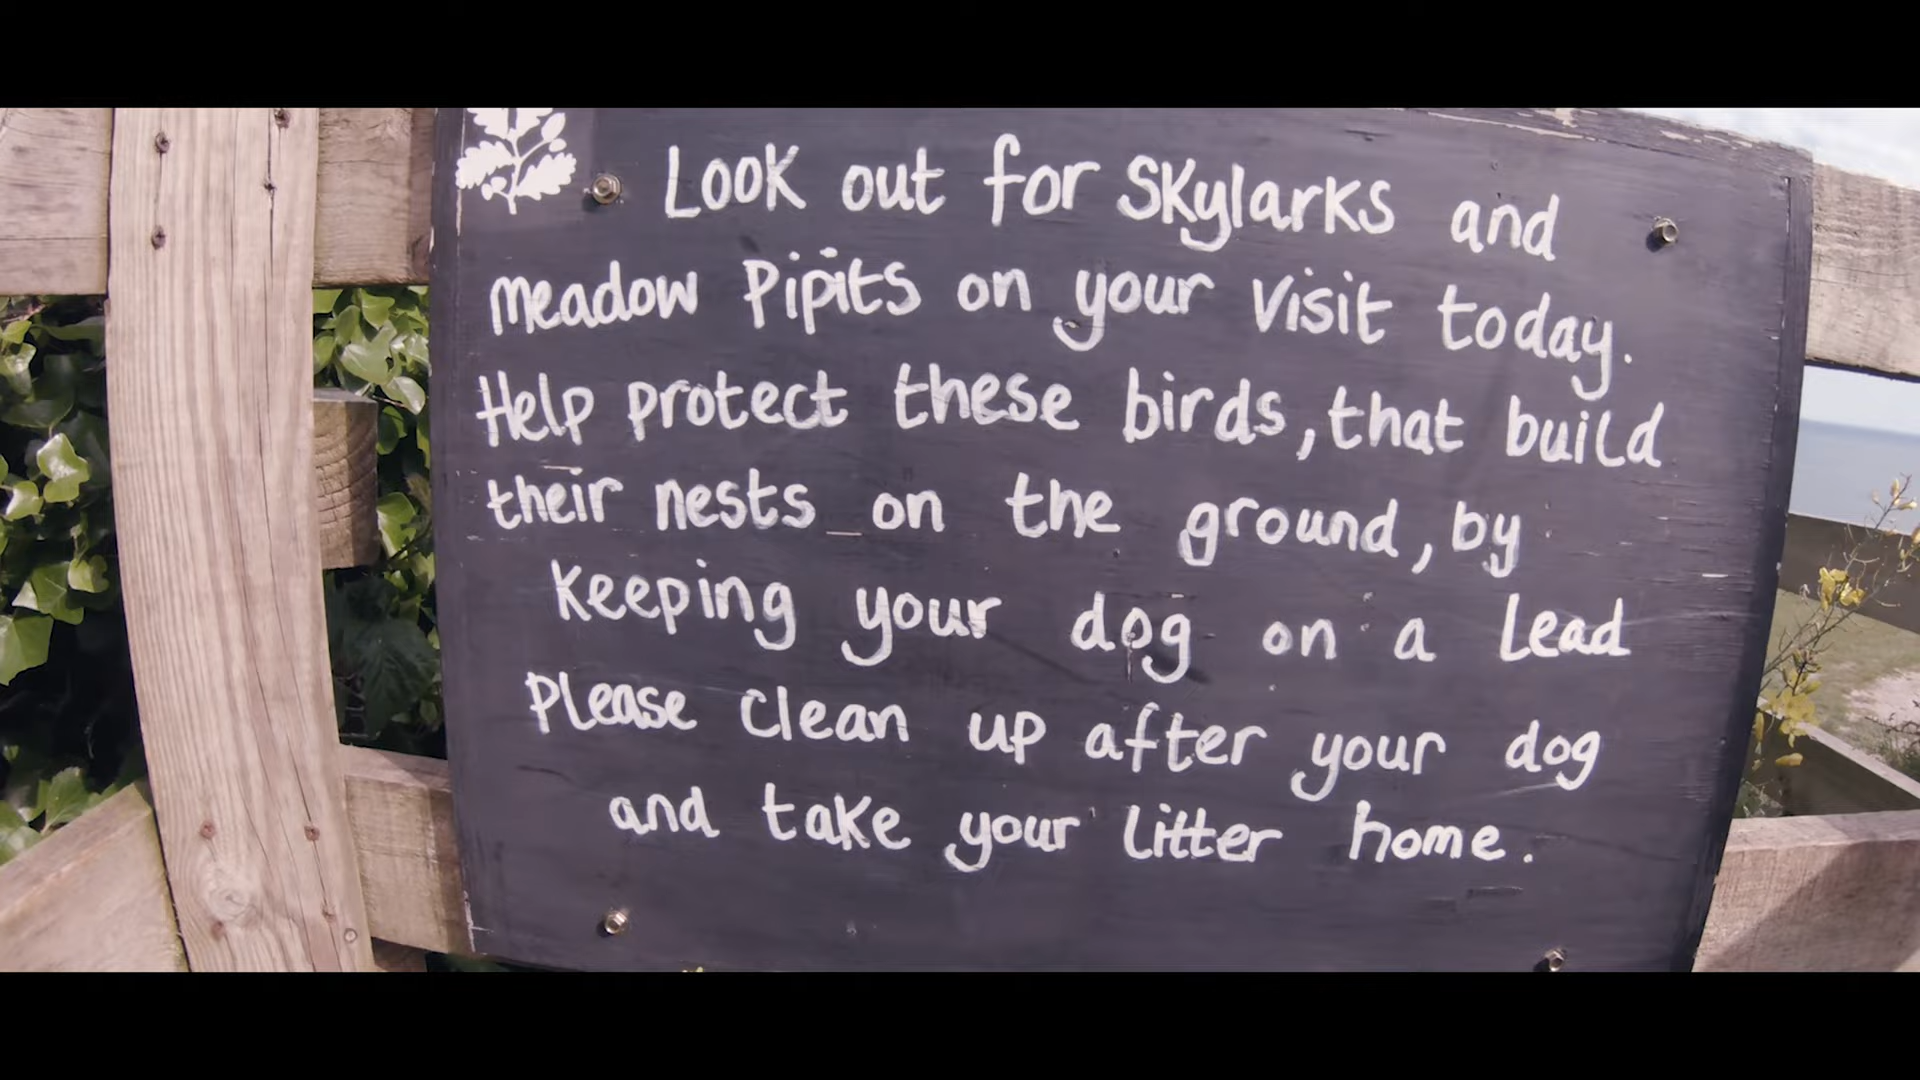 Look out for Skylarks and
meadow Pipits on your visit today.
Help protect these birds, that build
their nests on the ground, by
keeping your dog on a lead
Please clean up after your dog
and take your litter home.